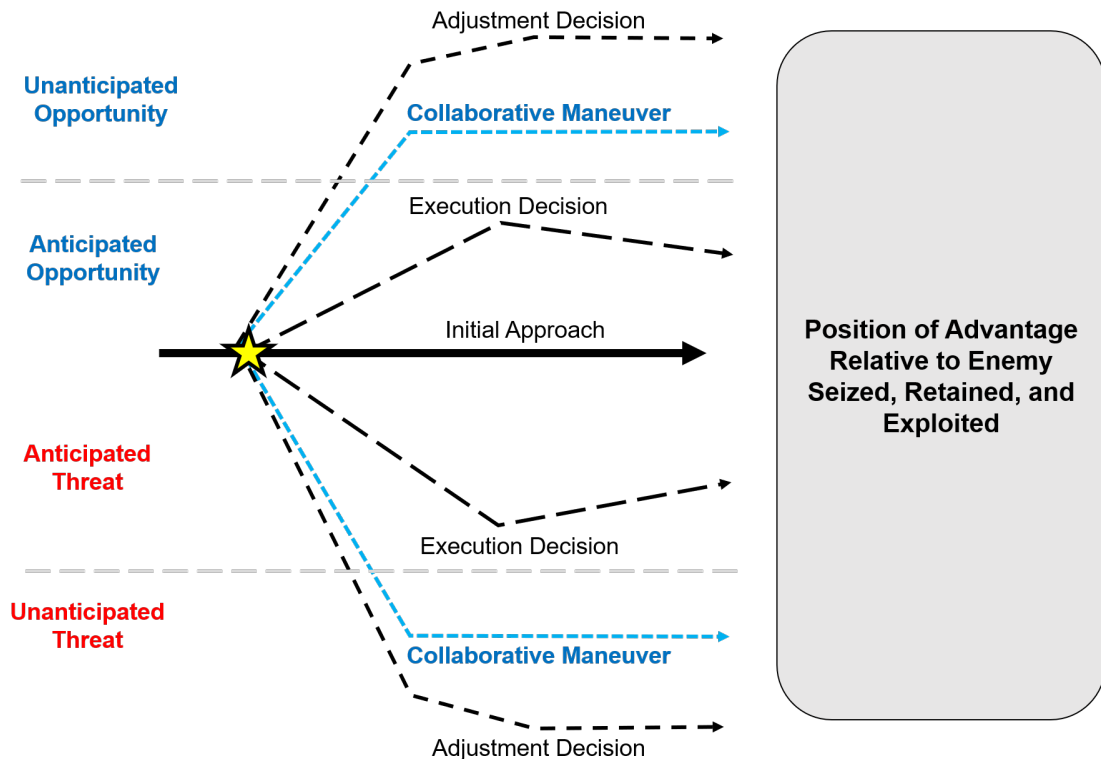 Adjustment Decision
Unanticipated
Opportunity
Collaborative Maneuver
Execution Decision
Anticipated
Opportunity
Initial Approach
Position of Advantage
Relative to Enemy
Seized, Retained, and
Exploited
Anticipated
Threat
Execution Decision
Unanticipated
Threat
Collaborative Maneuver
Adjustment Decision